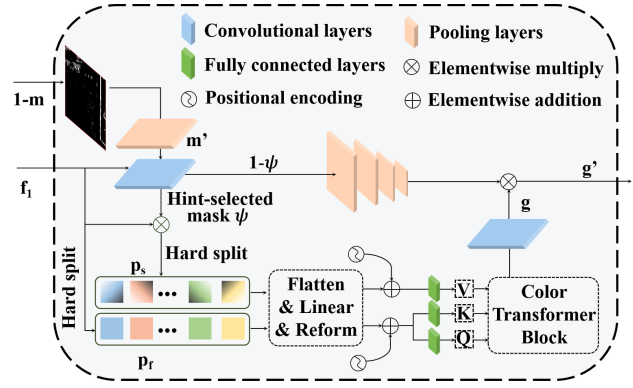 Convolutional layers
Pooling layers
Fully connected layers
Elementwise multiply
Positional encoding
Elementwise addition
1-m
m'
f1
1-ψ
g'
Hint-selected
mask ψ
g
Hard split
Hard split
ps
Flatten
& Linear
& Reform
V
K
Q
Color
Transformer
Block
pf